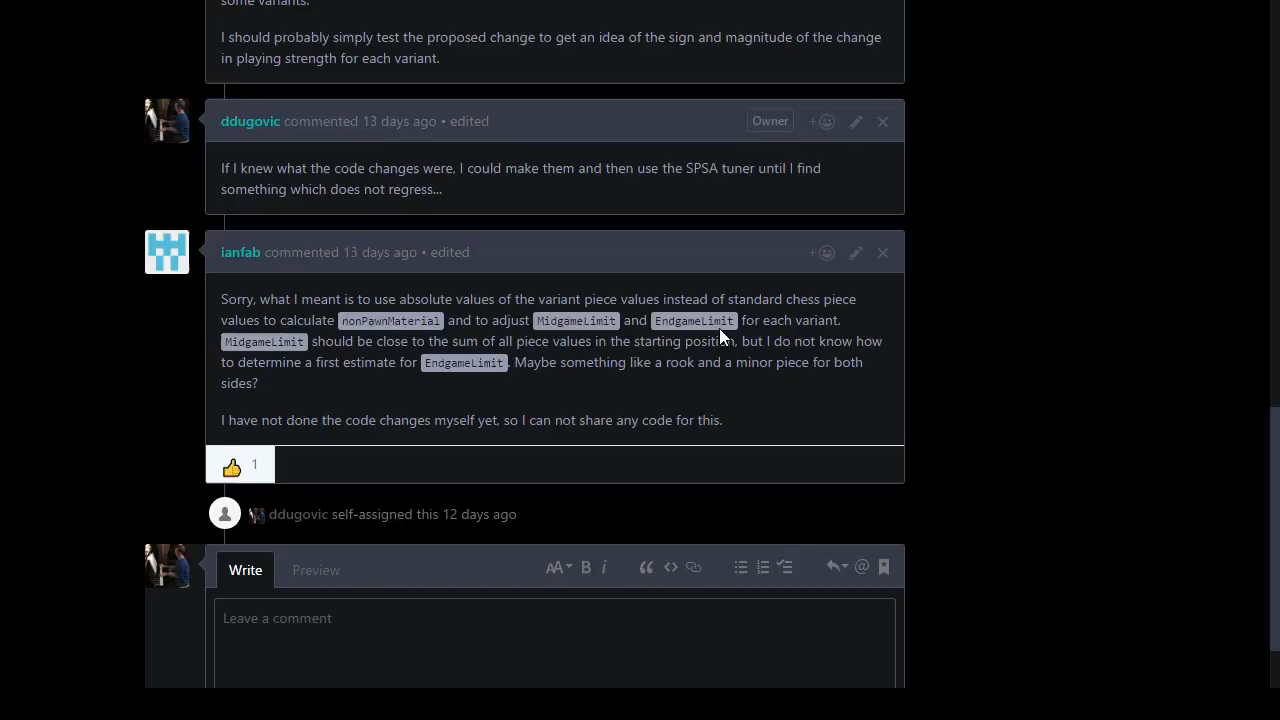 some variants.
I should probably simply test the proposed change to get an idea of the sign and magnitude of the change
in playing strength for each variant.
ddugovic commented 13 days ago • edited
Owner
If I knew what the code changes were, I could make them and then use the SPSA tuner until I find
something which does not regress...
ianfab commented 13 days ago • edited
Sorry, what I meant is to use absolute values of the variant piece values instead of standard chess piece
values to calculate nonPawnMaterial and to adjust MidgameLimit and EndgameLimit for each variant.
MidgameLimit should be close to the sum of all piece values in the starting position, but I do not know how
to determine a first estimate for EndgameLimit. Maybe something like a rook and a minor piece for both
sides?
I have not done the code changes myself yet, so I can not share any code for this.
1
ddugovic self-assigned this 12 days ago
Write
Preview
AA B i
Leave a comment